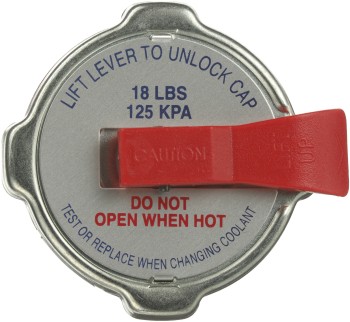 LIFT LEVER TO UNLOCK CAP
18 LBS
125 KPA
CAUTION
LIFT
DO NOT
OPEN WHEN HOT
TEST OR REPLACE WHEN CHANGING COOLANT